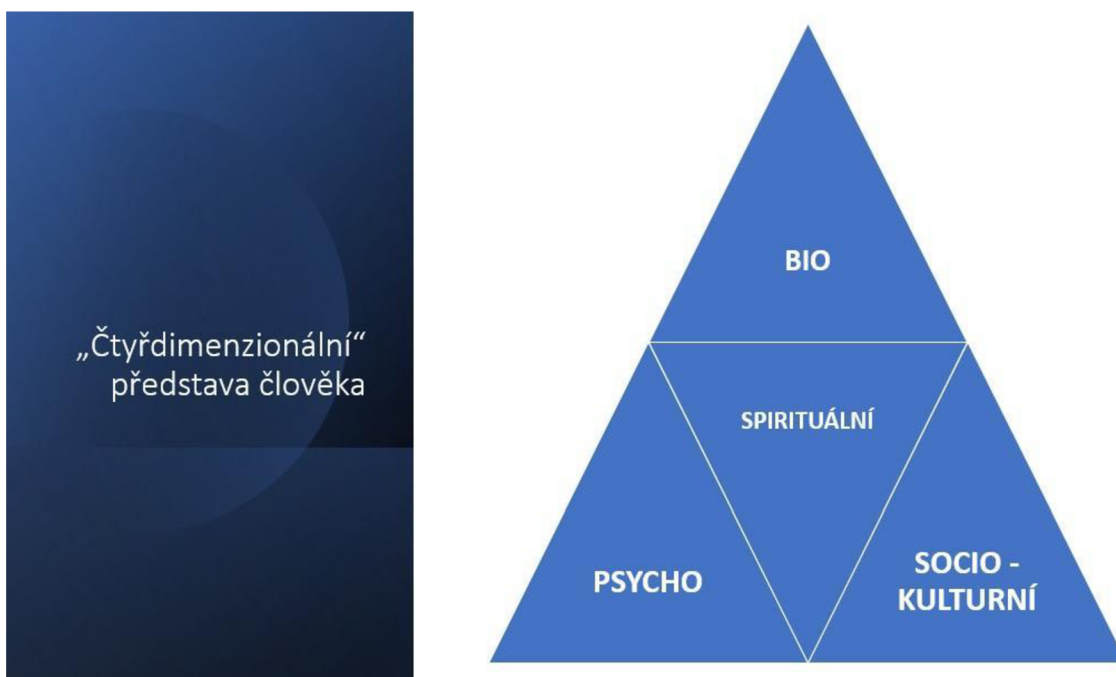 „Čtyřdimenzionální“
představa člověka
BIO
SPIRITUÁLNÍ
PSYCHO
SOCIO -
KULTURNÍ